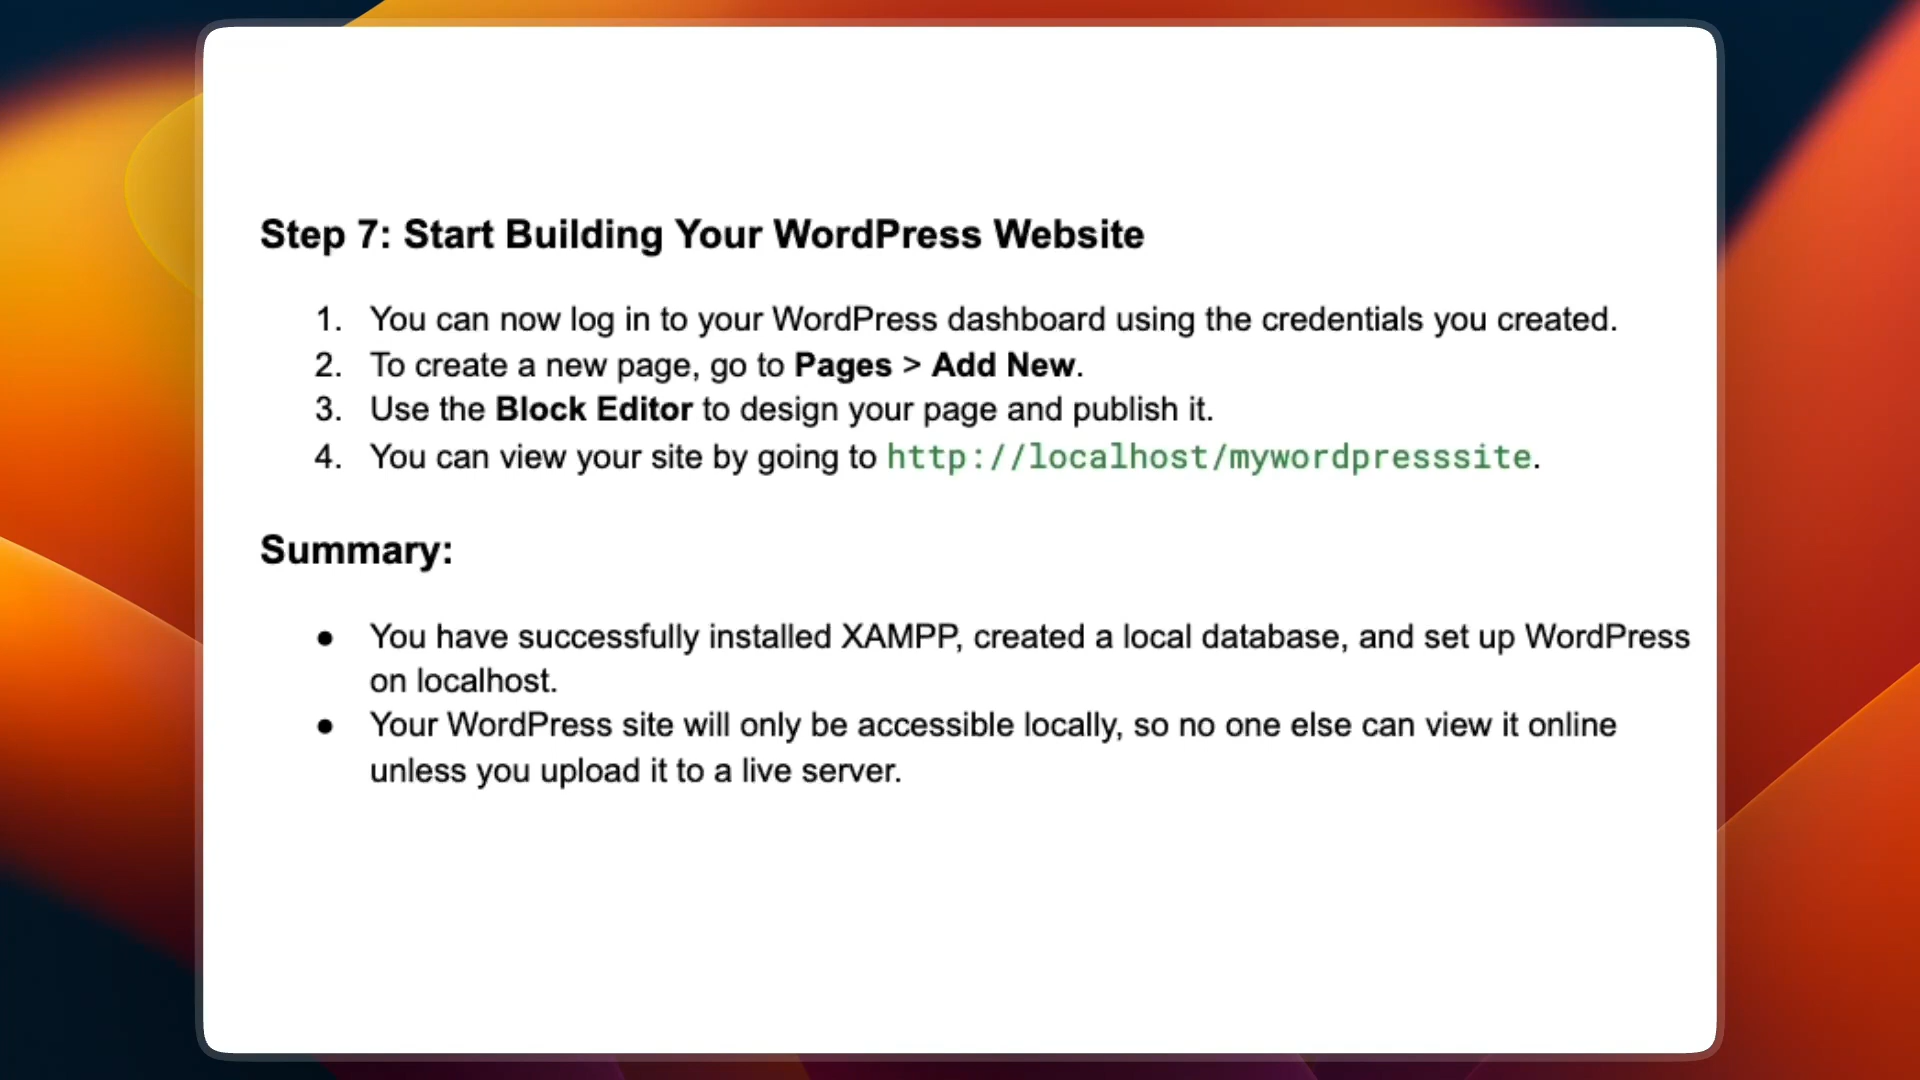 Step 7: Start Building Your WordPress Website
1. You can now log in to your WordPress dashboard using the credentials you created.
2. To create a new page, go to Pages > Add New.
3. Use the Block Editor to design your page and publish it.
4. You can view your site by going to http://localhost/mywordpresssite.
Summary:
● You have successfully installed XAMPP, created a local database, and set up WordPress
on localhost.
● Your WordPress site will only be accessible locally, so no one else can view it online
unless you upload it to a live server.